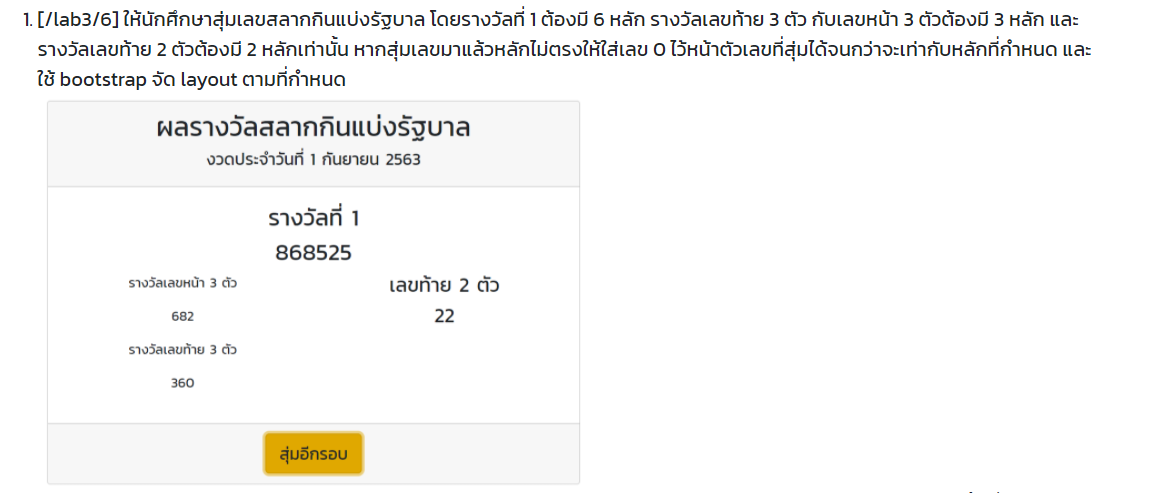 1. [/lab3/6] ให้นักศึกษาสุ่มเลขสลากกินแบ่งรัฐบาล โดยรางวัลที่ 1 ต้องมี 6 หลัก รางวัลเลขท้าย 3 ตัว กับเลขหน้า 3 ตัวต้องมี 3 หลัก และ
รางวัลเลขท้าย 2 ตัวต้องมี 2 หลักเท่านั้น หากสุ่มเลขมาแล้วหลักไม่ตรงให้ใส่เลข 0 ไว้หน้าตัวเลขที่สุ่มได้จนกว่าจะเท่ากับหลักที่กำหนด และ
ใช้ bootstrap จัด layout ตามที่กำหนด
ผลรางวัลสลากกินแบ่งรัฐบาล
งวดประจำวันที่ 1 กันยายน 2563
รางวัลที่ 1
868525
รางวัลเลขหน้า 3 ตัว
682
รางวัลเลขท้าย 3 ตัว
360
เลขท้าย 2 ตัว
22
สุ่มอีกรอบ